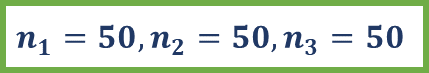 n₁ = 50, n₂ = 50, n₃ = 50